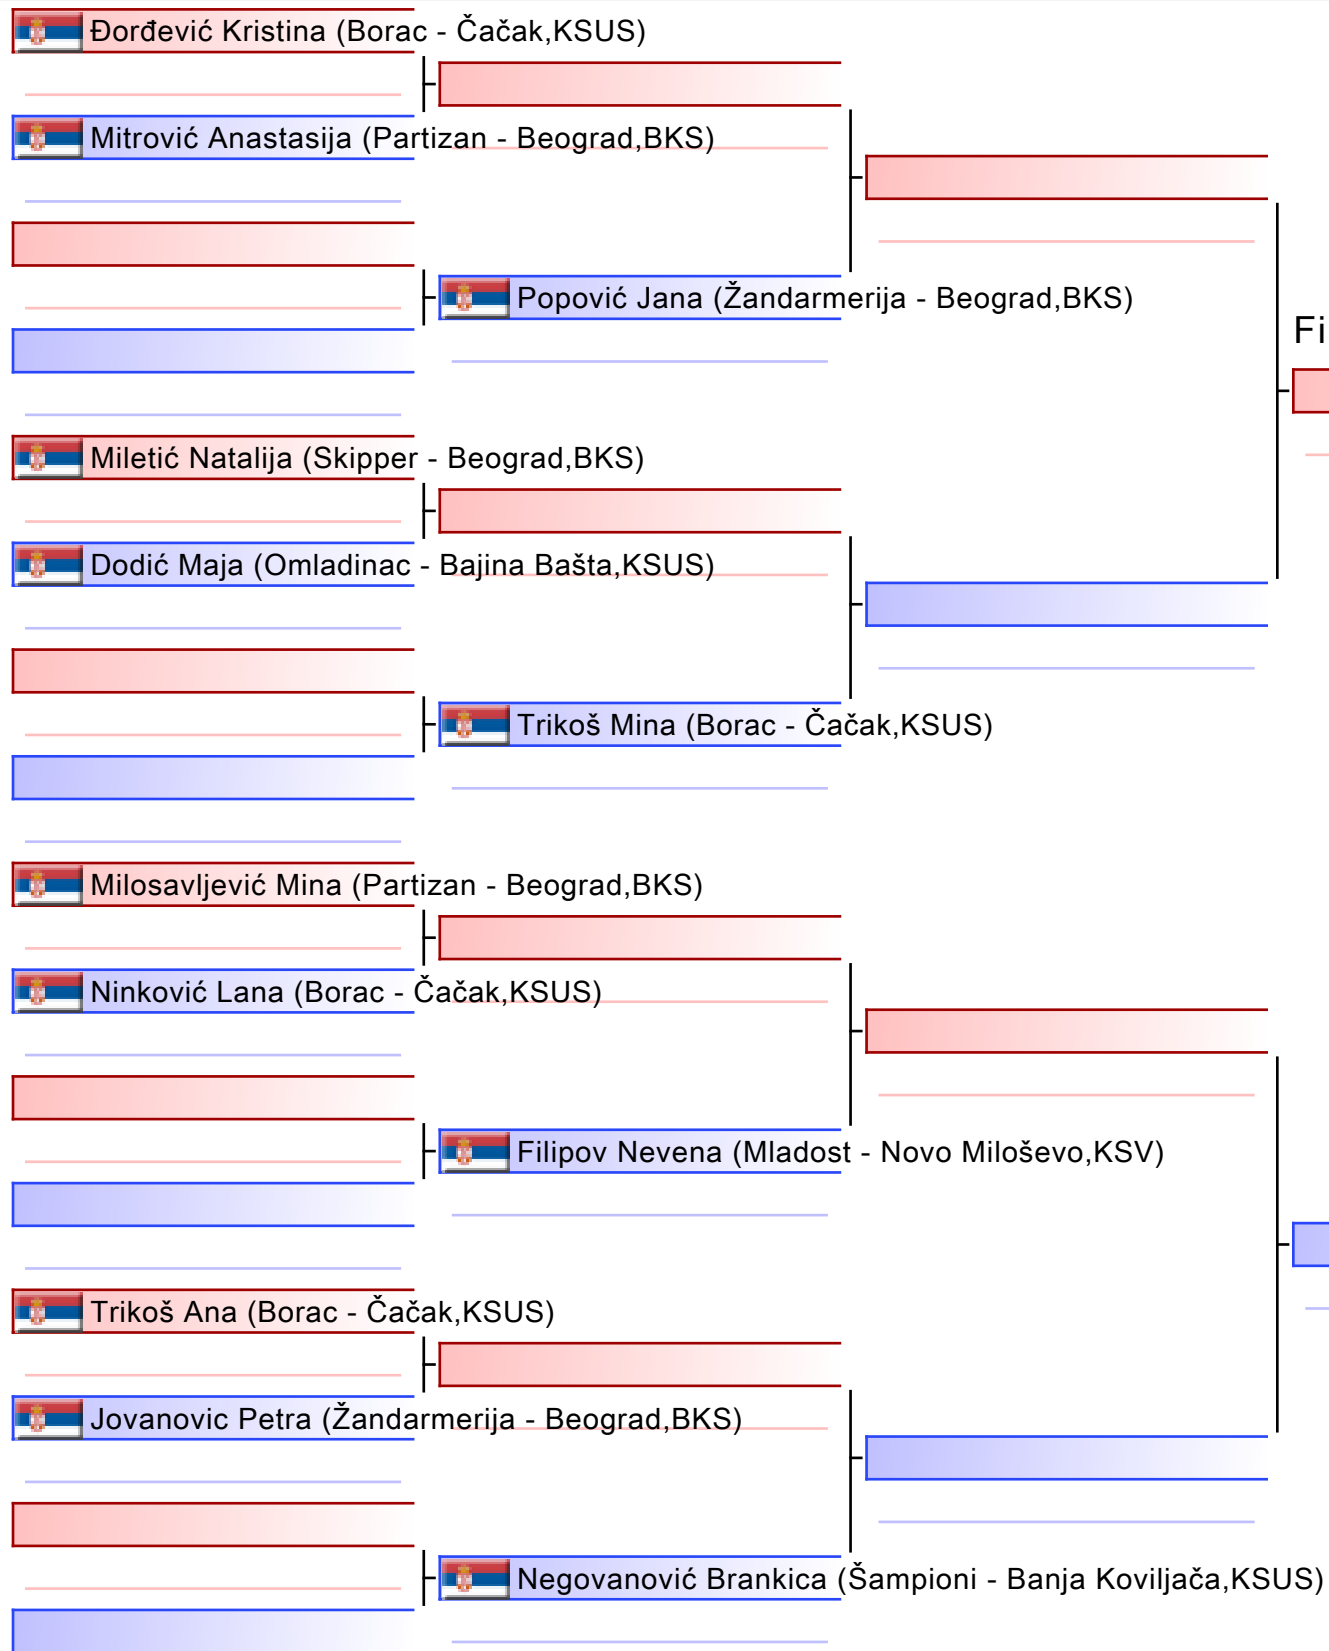 Đorđević Kristina (Borac - Čačak,KSUS)
Mitrović Anastasija (Partizan - Beograd,BKS)
Popović Jana (Žandarmerija - Beograd,BKS)
Fi
Miletić Natalija (Skipper - Beograd,BKS)
Dodić Maja (Omladinac - Bajina Bašta,KSUS)
Trikoš Mina (Borac - Čačak,KSUS)
Milosavljević Mina (Partizan - Beograd,BKS)
Ninković Lana (Borac - Čačak,KSUS)
Filipov Nevena (Mladost - Novo Miloševo,KSV)
Trikoš Ana (Borac - Čačak,KSUS)
Jovanovic Petra (Žandarmerija - Beograd,BKS)
Negovanović Brankica (Šampioni - Banja Koviljača,KSUS)